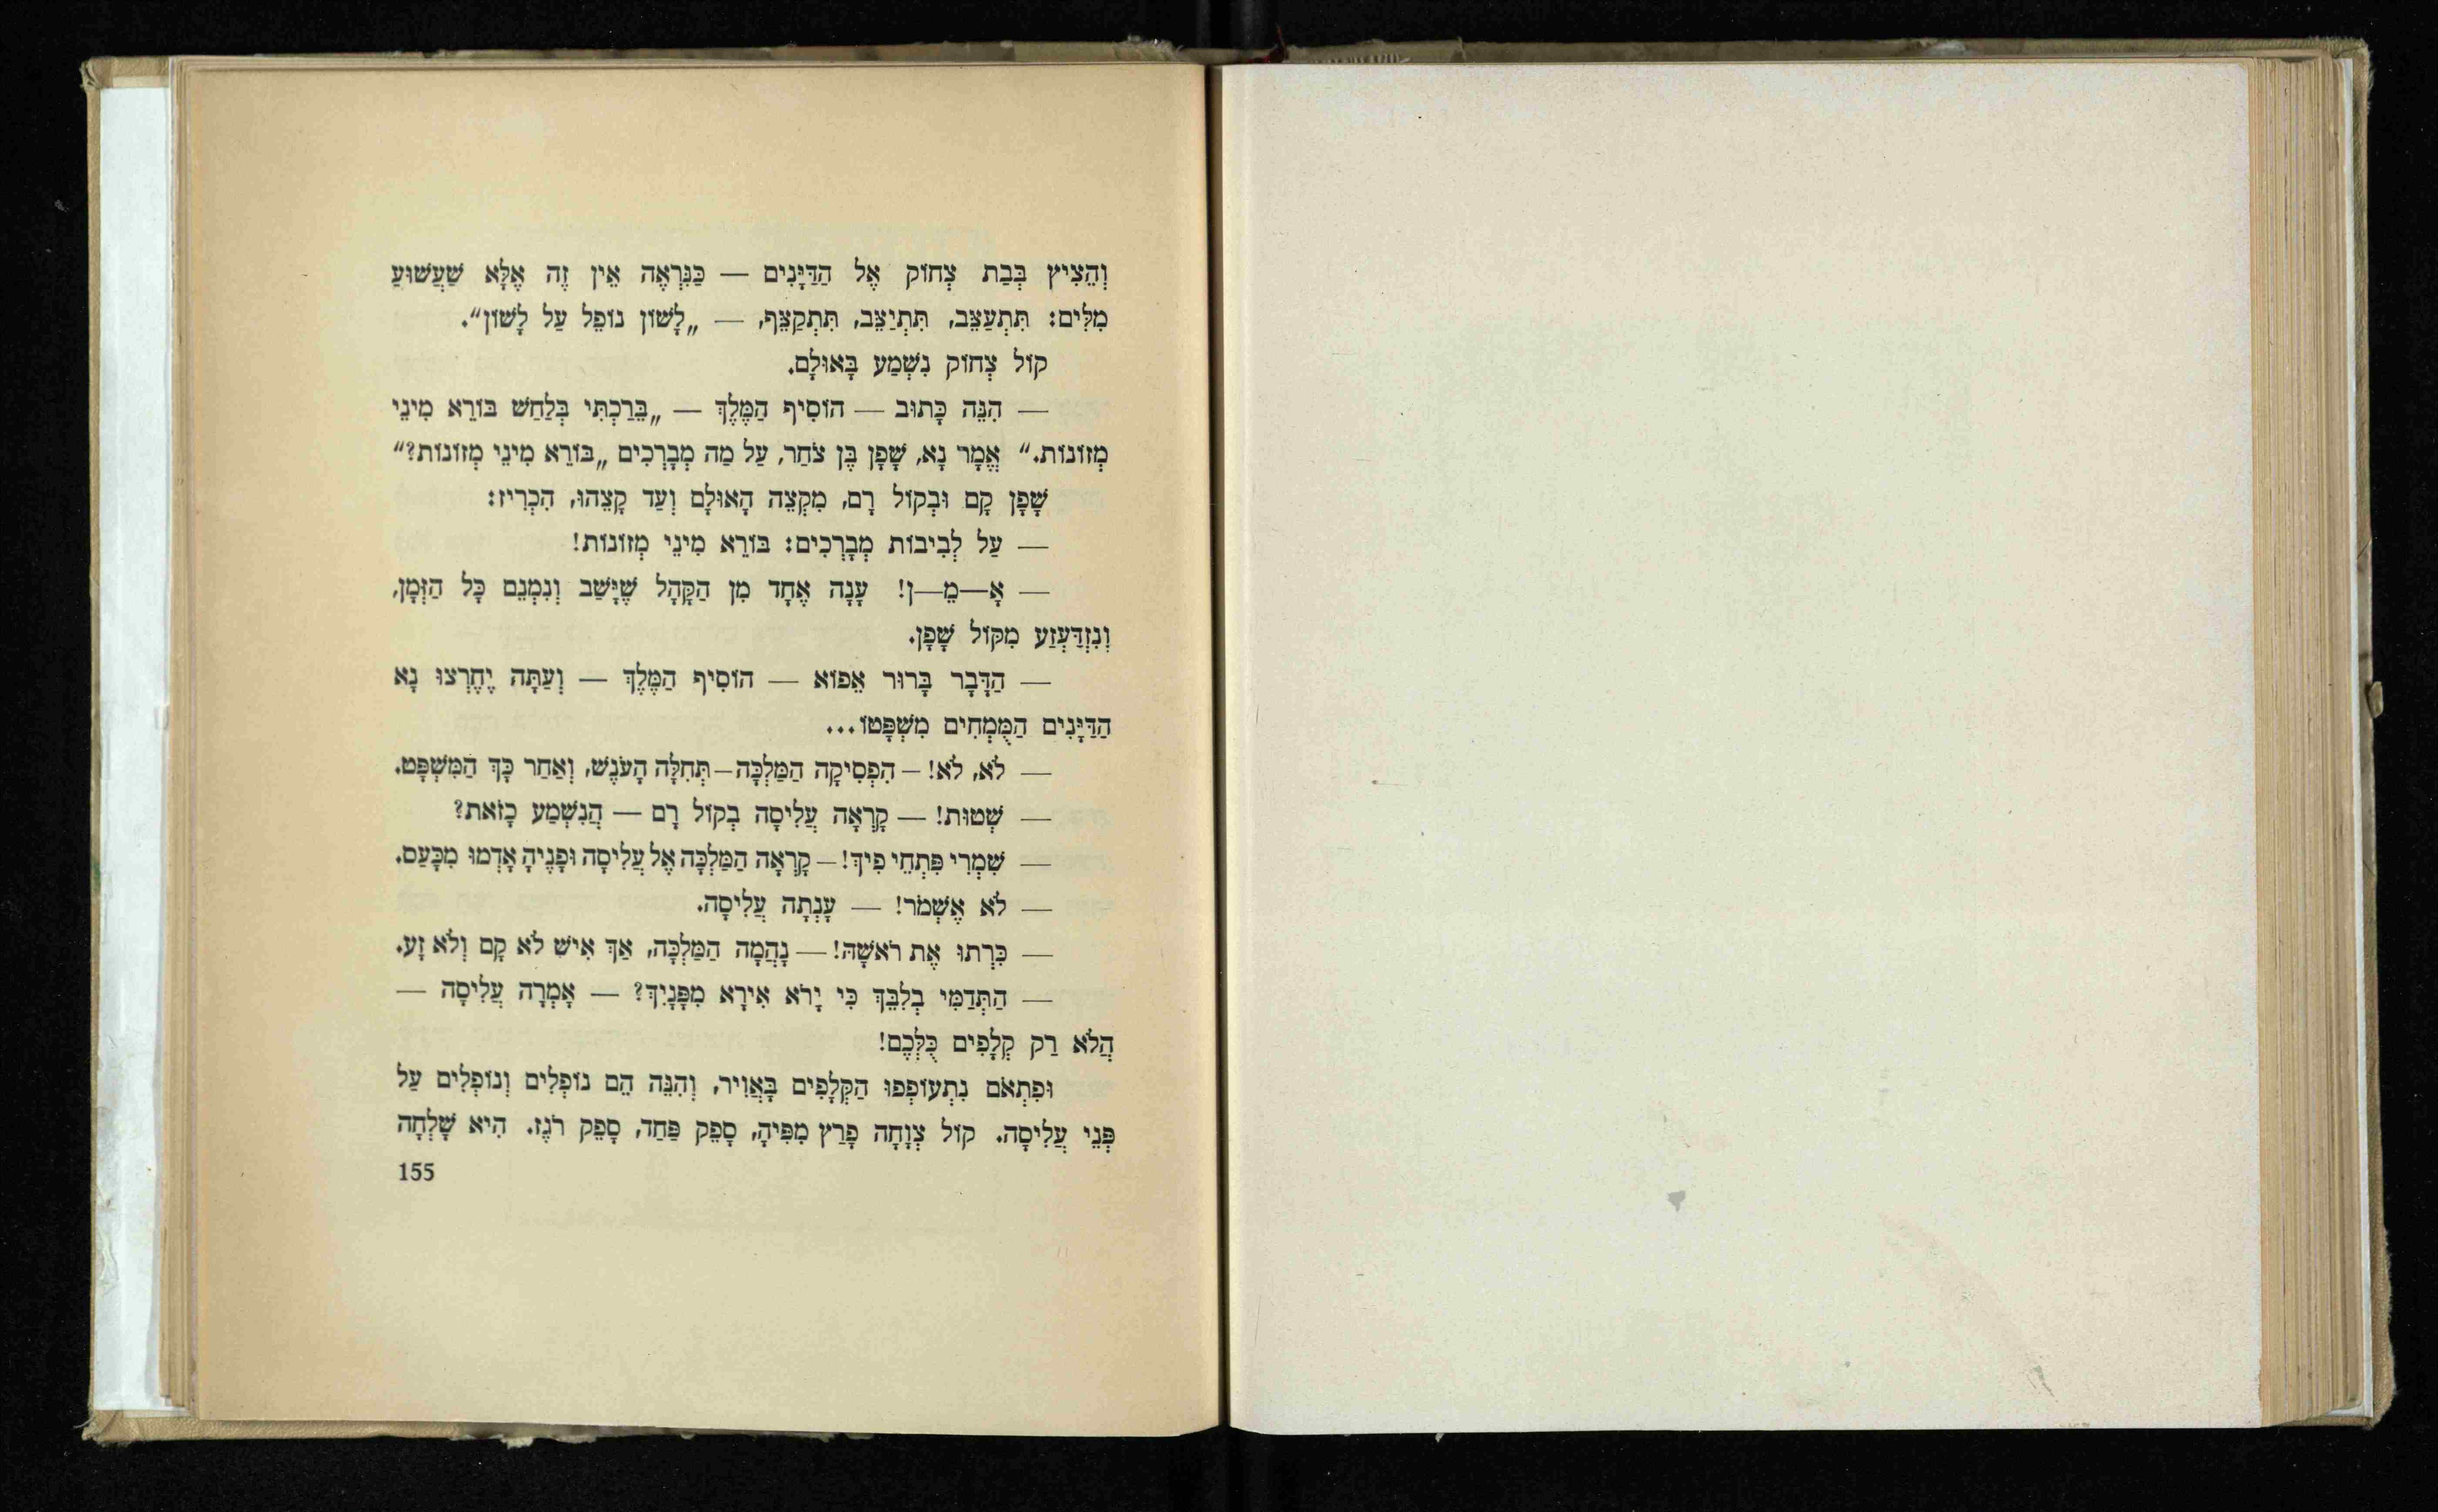 וְהֵצִיץ בְּבַת צְחוֹק אֶל הַדַּיָּנִים — כַּנִּרְאֶה אֵין זֶה אֶלָּא שַׁעֲשׁוּעַ
מִלִּים: תִּתְעַצֵּב, תִּתְיַצֵּב, תִּתְקַצֵּף, — „לָשׁוֹן נוֹפֵל עַל לָשׁוֹן“.
קוֹל צְחוֹק נִשְׁמַע בָּאוּלָם.
— הִנֵּה כָּתוּב — הוֹסִיף הַמֶּלֶךְ — „בֵּרַכְתִּי בְּלַחַשׁ בּוֹרֵא מִינֵי
מְזוֹנוֹת.“ אֱמָר נָא, שָׁפָן בֶּן צֹחַר, עַל מַה מְבָרְכִים „בּוֹרֵא מִינֵי מְזוֹנוֹת?“
שָׁפָן קָם וּבְקוֹל רָם, מִקְצֵה הָאוּלָם וְעַד קָצֵהוּ, הִכְרִיז:
— עַל לְבִיבוֹת מְבָרְכִים: בּוֹרֵא מִינֵי מְזוֹנוֹת!
— אָ—מֵ—ן! עָנָה אֶחָד מִן הַקָּהָל שֶׁיָּשַׁב וְנִמְנֵם כָּל הַזְּמָן,
וְנִזְדַּעְזַע מִקּוֹל שָׁפָן.
— הַדָּבָר בָּרוּר אֵפוֹא — הוֹסִיף הַמֶּלֶךְ — וְעַתָּה יֶחֶרְצוּ נָא
הַדַּיָּנִים הַמֻּמְחִים מִשְׁפָּטוֹ...
— לֹא, לֹא! — הִפְסִיקָה הַמַּלְכָּה — תְּחִלָּה הָעֹנֶשׁ, וְאַחַר כָּךְ הַמִּשְׁפָּט.
— שְׁטוּת! — קָרְאָה עֲלִיסָה בְקוֹל רָם — הֲנִשְׁמַע כָּזֹאת?
— שִׁמְרִי פִּתְחֵי פִיךְ! — קָרְאָה הַמַּלְכָּה אֶל עֲלִיסָה וּפָנֶיהָ אָדְמוּ מִכָּעַס.
— לֹא אֶשְׁמֹר! — עָנְתָה עֲלִיסָה.
— כִּרְתוּ אֶת רֹאשָׁהּ! — נָהֲמָה הַמַּלְכָּה, אַךְ אִישׁ לֹא קָם וְלֹא זָע.
— הַתְּדַמִּי בְלִבֵּךְ כִּי יָרֹא אִירָא מִפָּנָיִךְ? — אָמְרָה עֲלִיסָה —
הֲלֹא רַק קְלָפִים כֻּלְּכֶם!
וּפִתְאֹם נִתְעוֹפְפוּ הַקְּלָפִים בָּאֲוִיר, וְהִנֵּה הֵם נוֹפְלִים וְנוֹפְלִים עַל
פְּנֵי עֲלִיסָה. קוֹל צְוָחָה פָּרַץ מִפִּיהָ, סָפֵק פַּחַד, סָפֵק רֹגֶז. הִיא שָׁלְחָה
155